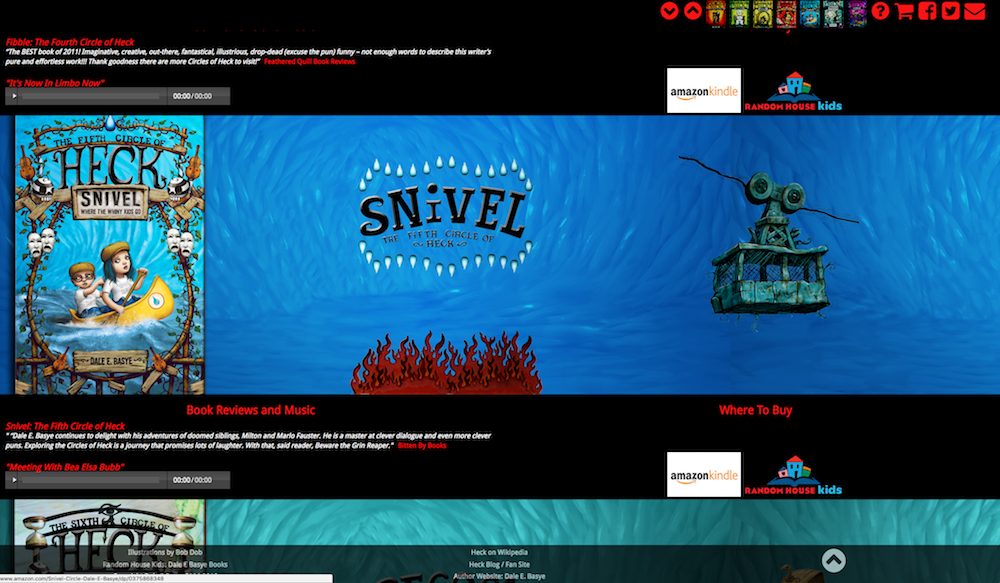 Fibble: The Fourth Circle of Heck
"The BEST book of 2011! Imaginative, creative, out-there, fantastical, illustrious, drop-dead (excuse the pun) funny – not enough words to describe this writer's
pure and effortless work!!! Thank goodness there are more Circles of Heck to visit!" Feathered Quill Book Reviews
"It's Now In Limbo Now"
00:00/00:00
amazonkindle
RANDOM HOUSE kids
THE FIFTH CIRCLE OF
HECK
SNIVEL
WHERE THE WHINY KIDS GO
DALE E. BASYE
SNiVEL
THE FIFTH CIRCLE OF
HECK
Book Reviews and Music
Where To Buy
Snivel: The Fifth Circle of Heck
" "Dale E. Basye continues to delight with his adventures of doomed siblings, Milton and Marlo Fauster. He is a master at clever dialogue and even more clever
puns. Exploring the Circles of Heck is a journey that promises lots of laughter. With that, said reader, Beware the Grin Reaper." Bitten By Books
"Meeting With Bea Elsa Bubb"
00:00/00:00
amazonkindle
RANDOM HOUSE kids
THE SIXTH CIRCLE OF
HECK
Illustrations by Bob Dob
Heck on Wikipedia
Random House Kids: Dale E Basye Books
Heck Blog / Fan Site
Author Website: Dale E. Basye
www.amazon.com/Snivel-Circle-Dale-E-Basye/dp/0375868348